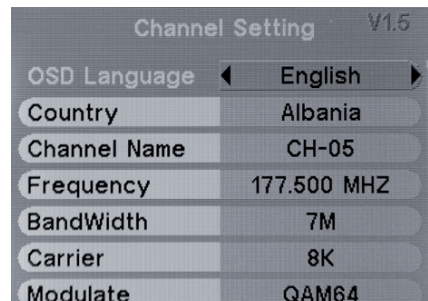 Channel Setting V1.5
OSD Language English
Country Albania
Channel Name CH-05
Frequency 177.500 MHZ
BandWidth 7M
Carrier 8K
Modulate QAM64